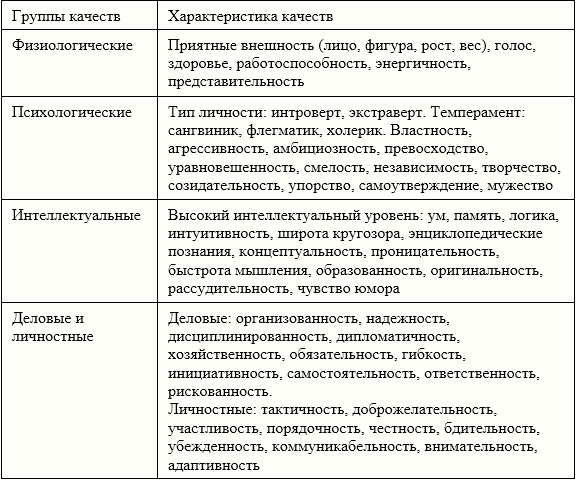 Группы качеств Характеристика качеств
Физиологические Приятные внешность (лицо, фигура, рост, вес), голос,
здоровье, работоспособность, энергичность,
представительность
Психологические Тип личности: интроверт, экстраверт. Темперамент:
сангвиник, флегматик, холерик. Властность,
агрессивность, амбициозность, превосходство,
уравновешенность, смелость, независимость, творчество,
созидательность, упорство, самоутверждение, мужество
Интеллектуальные Высокий интеллектуальный уровень: ум, память, логика,
интуитивность, широта кругозора, энциклопедические
познания, концептуальность, проницательность,
быстрота мышления, образованность, оригинальность,
рассудительность, чувство юмора
Деловые и Деловые: организованность, надежность,
личностные дисциплинированность, дипломатичность,
хозяйственность, обязательность, гибкость,
инициативность, самостоятельность, ответственность,
рискованность.
Личностные: тактичность, доброжелательность,
участливость, порядочность, честность, бдительность,
убежденность, коммуникабельность, внимательность,
адаптивность